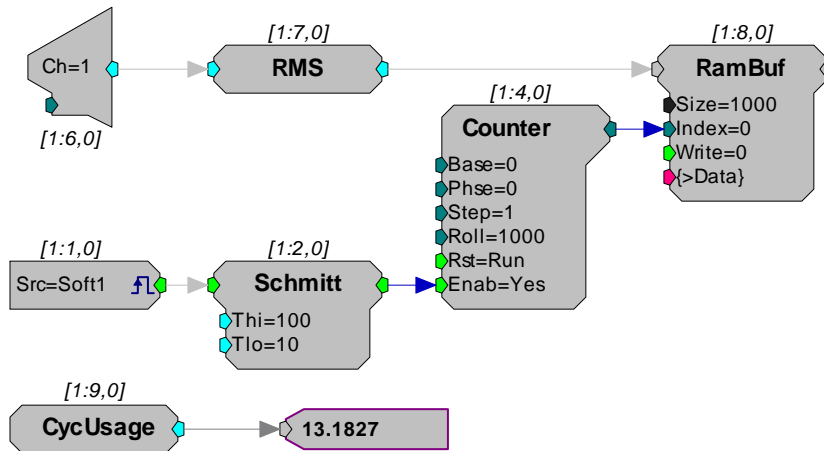 [1:7,0]
[1:8,0]
Ch=1
RMS
RamBuf
[1:6,0]
[1:4,0]
Size=1000
Index=0
Write=0
{>Data}
Counter
Base=0
Phse=0
Step=1
Roll=1000
Rst=Run
Enab=Yes
[1:1,0]
[1:2,0]
Src=Soft1
Schmitt
Thi=100
Tlo=10
[1:9,0]
CycUsage
13.1827